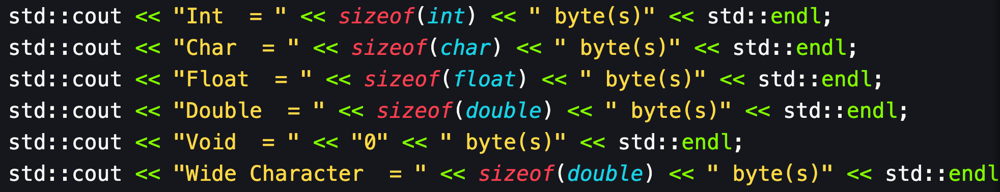 std::cout << "Int  = " << sizeof(int) << " byte(s)" << std::endl;
std::cout << "Char  = " << sizeof(char) << " byte(s)" << std::endl;
std::cout << "Float  = " << sizeof(float) << " byte(s)" << std::endl;
std::cout << "Double  = " << sizeof(double) << " byte(s)" << std::endl;
std::cout << "Void  = " << "0" << " byte(s)" << std::endl;
std::cout << "Wide Character  = " << sizeof(double) << " byte(s)" << std::endl